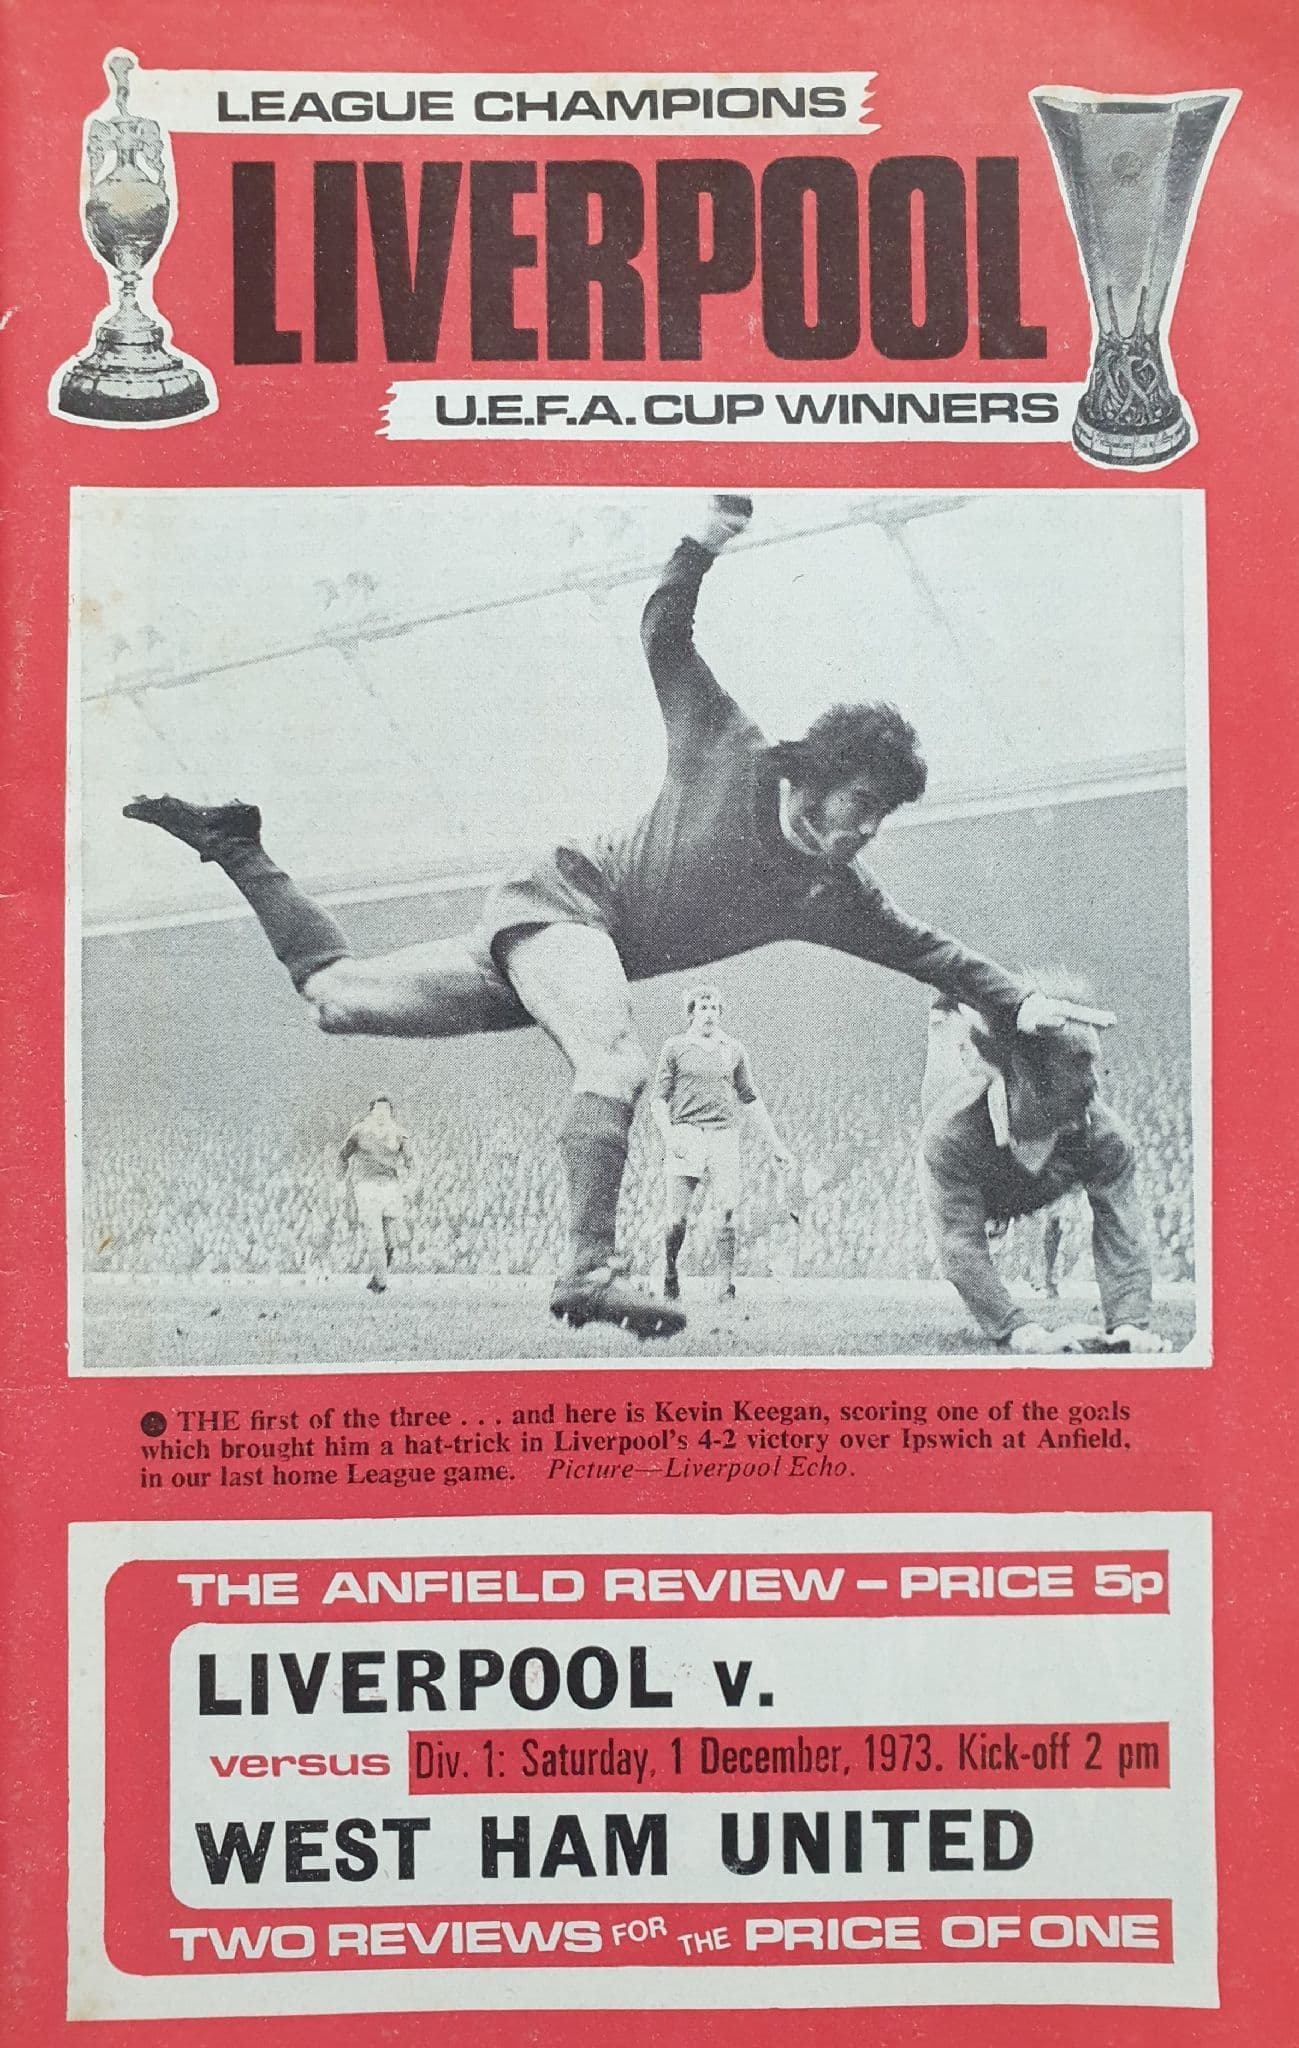 LEAGUE CHAMPIONS
LIVERPOOL
U.E.F.A. CUP WINNERS
THE first of the three . . . and here is Kevin Keegan, scoring one of the goals
which brought him a hat-trick in Liverpool's 4-2 victory over Ipswich at Anfield,
in our last home League game. Picture—Liverpool Echo.
THE ANFIELD REVIEW – PRICE 5p
LIVERPOOL v.
versus Div. 1: Saturday, 1 December, 1973. Kick-off 2 pm
WEST HAM UNITED
TWO REVIEWS FOR THE PRICE OF ONE